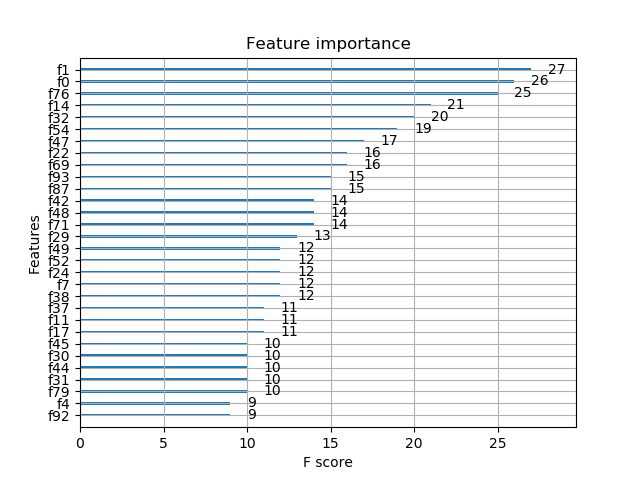 Feature importance
f1 27
f0 26
f76 25
f14 21
f32 20
f54 19
f47 17
f22 16
f69 16
f93 15
f87 15
f42 14
f48 14
f71 14
f29 13
f49 12
f52 12
f24 12
f7 12
f38 12
f37 11
f11 11
f17 11
f45 10
f30 10
f44 10
f31 10
f79 10
f4 9
f92 9
Features
0 5 10 15 20 25
F score